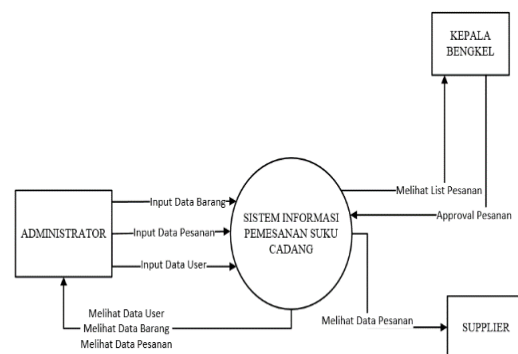 KEPALA
BENGKEL
Melihat List Pesanan
Approval Pesanan
ADMINISTRATOR
Input Data Barang
Input Data Pesanan
Input Data User
SISTEM INFORMASI
PEMESANAN SUKU
CADANG
Melihat Data User
Melihat Data Barang
Melihat Data Pesanan
Melihat Data Pesanan
SUPPLIER